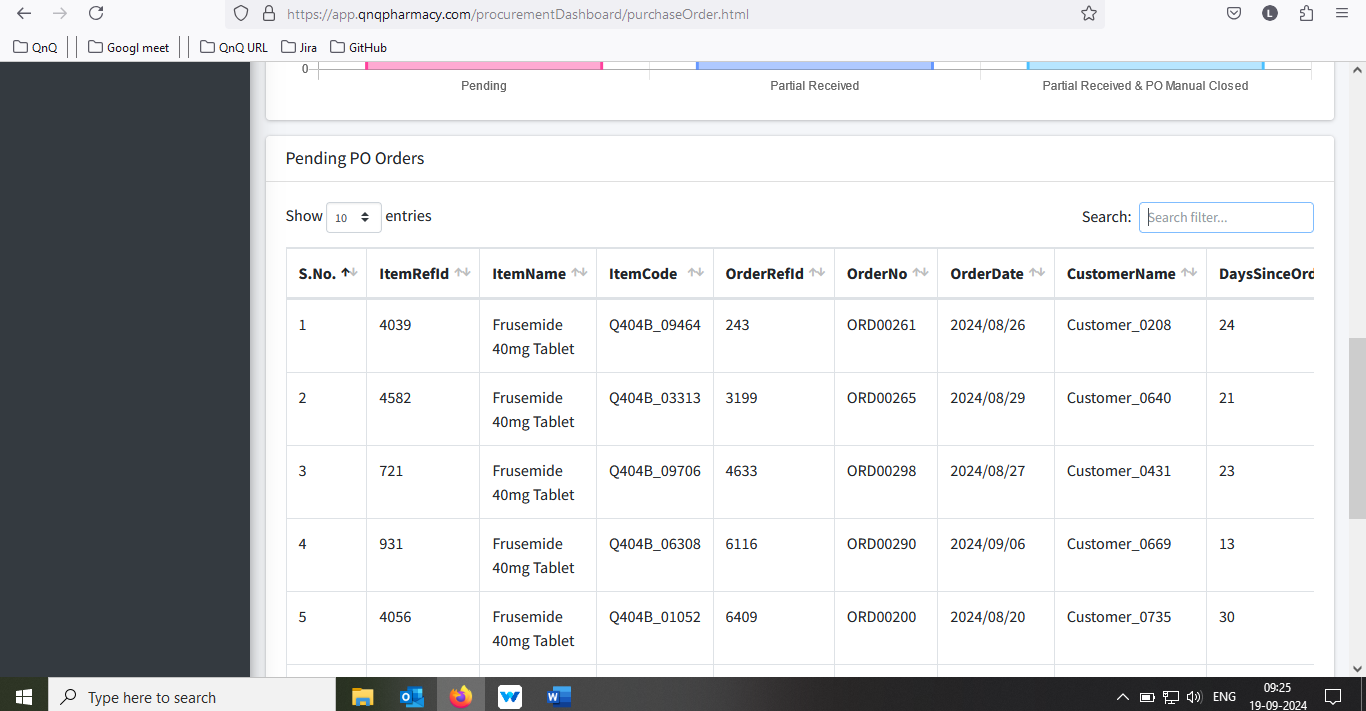 https://app.qnqpharmacy.com/procurementDashboard/purchaseOrder.html
L
QnQ Googl meet QnQ URL Jira GitHub
0
Pending Partial Received Partial Received & PO Manual Closed
Pending PO Orders
Show 10 entries Search: Search filter...
S.No. ItemRefId ItemName ItemCode OrderRefId OrderNo OrderDate CustomerName DaysSinceOrd
1 4039 Frusemide 40mg Tablet Q404B_09464 243 ORD00261 2024/08/26 Customer_0208 24
2 4582 Frusemide 40mg Tablet Q404B_03313 3199 ORD00265 2024/08/29 Customer_0640 21
3 721 Frusemide 40mg Tablet Q404B_09706 4633 ORD00298 2024/08/27 Customer_0431 23
4 931 Frusemide 40mg Tablet Q404B_06308 6116 ORD00290 2024/09/06 Customer_0669 13
5 4056 Frusemide 40mg Tablet Q404B_01052 6409 ORD00200 2024/08/20 Customer_0735 30
Type here to search
ENG
09:25
19-09-2024